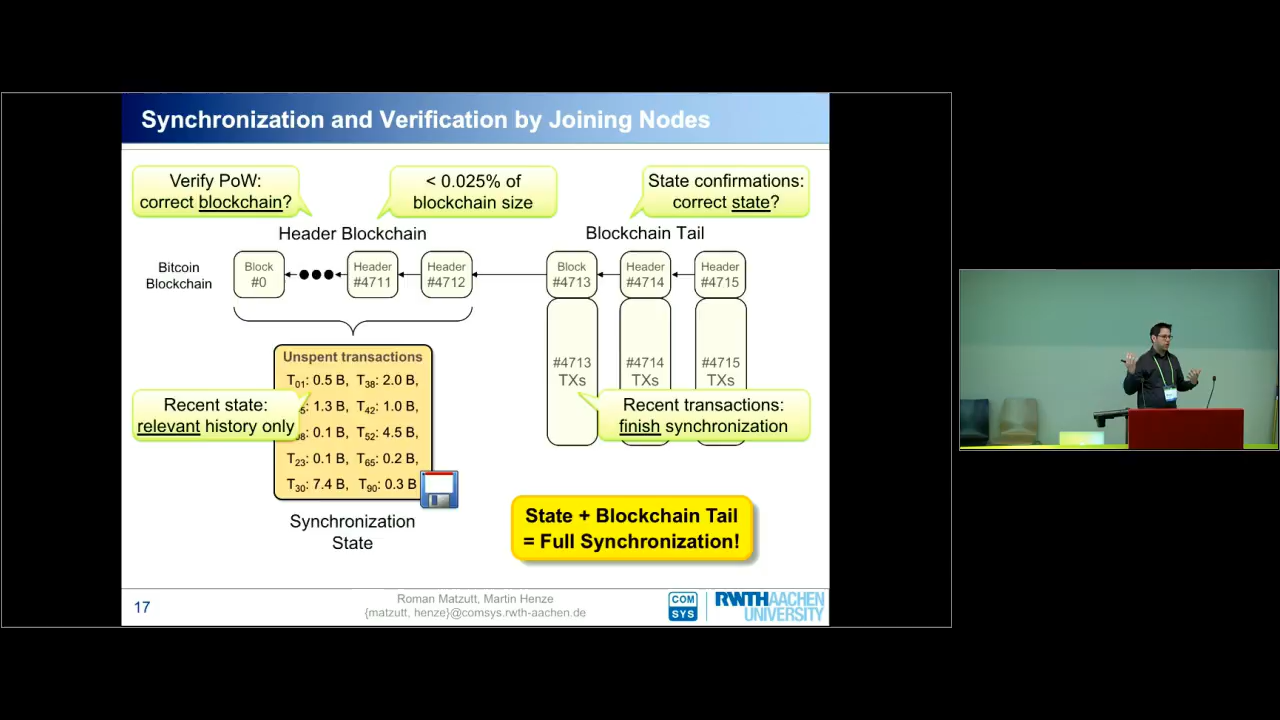 Synchronization and Verification by Joining Nodes
Verify PoW:
correct blockchain?
< 0.025% of
blockchain size
State confirmations:
correct state?
Header Blockchain
Blockchain Tail
Bitcoin
Blockchain
Block
#0
Header
#4711
Header
#4712
Block
#4713
Header
#4714
Header
#4715
#4713
TXs
#4714
TXs
#4715
TXs
Unspent transactions
T01: 0.5 B, T38: 2.0 B,
5: 1.3 B, T42: 1.0 B,
8: 0.1 B, T52: 4.5 B,
T23: 0.1 B, T65: 0.2 B,
T30: 7.4 B, T90: 0.3 B
Recent state:
relevant history only
Recent transactions:
finish synchronization
Synchronization
State
State + Blockchain Tail
= Full Synchronization!
17
Roman Matzutt, Martin Henze
{matzutt, henze}@comsys.rwth-aachen.de
COM
SYS
RWTHAACHEN
UNIVERSITY